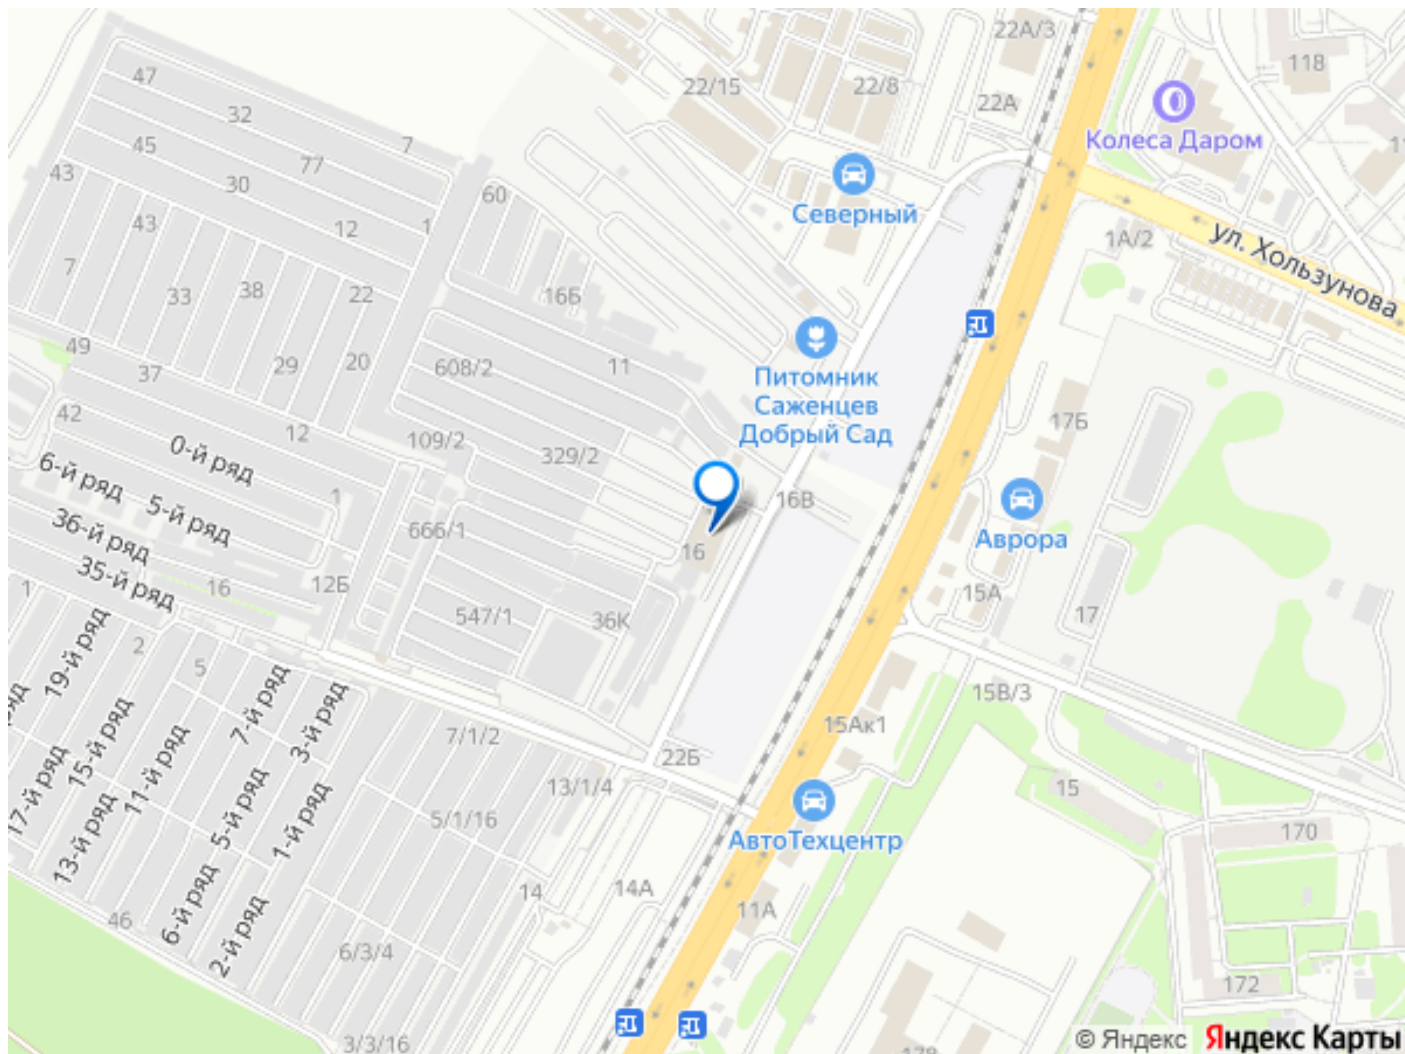 22А/3
118
47
22/15
22/8
22А
32
7
Колеса Даром
45
77
43
30
60
Северный
43
12
1
ул. Хользунова
1А/2
7
33
38
22
16Б
49
37
29
20
608/2
11
Питомник
Саженцев
Добрый Сад
42
0-й ряд
12
109/2
329/2
17Б
6-й ряд
5-й ряд
1
16В
36-й ряд
666/1
Аврора
35-й ряд
16
12Б
16
1
547/1
36К
15А
17
19-й ряд
2
5
7-й ряд
3-й ряд
15В/3
15-й ряд
11-й ряд
7/1/2
22Б
15Ак1
17-й ряд
13-й ряд
5-й ряд
1-й ряд
13/1/4
15
5/1/16
АвтоТехцентр
170
6-й ряд
2-й ряд
46
14
14А
11А
6/3/4
172
3/3/16
© Яндекс
Яндекс Карты